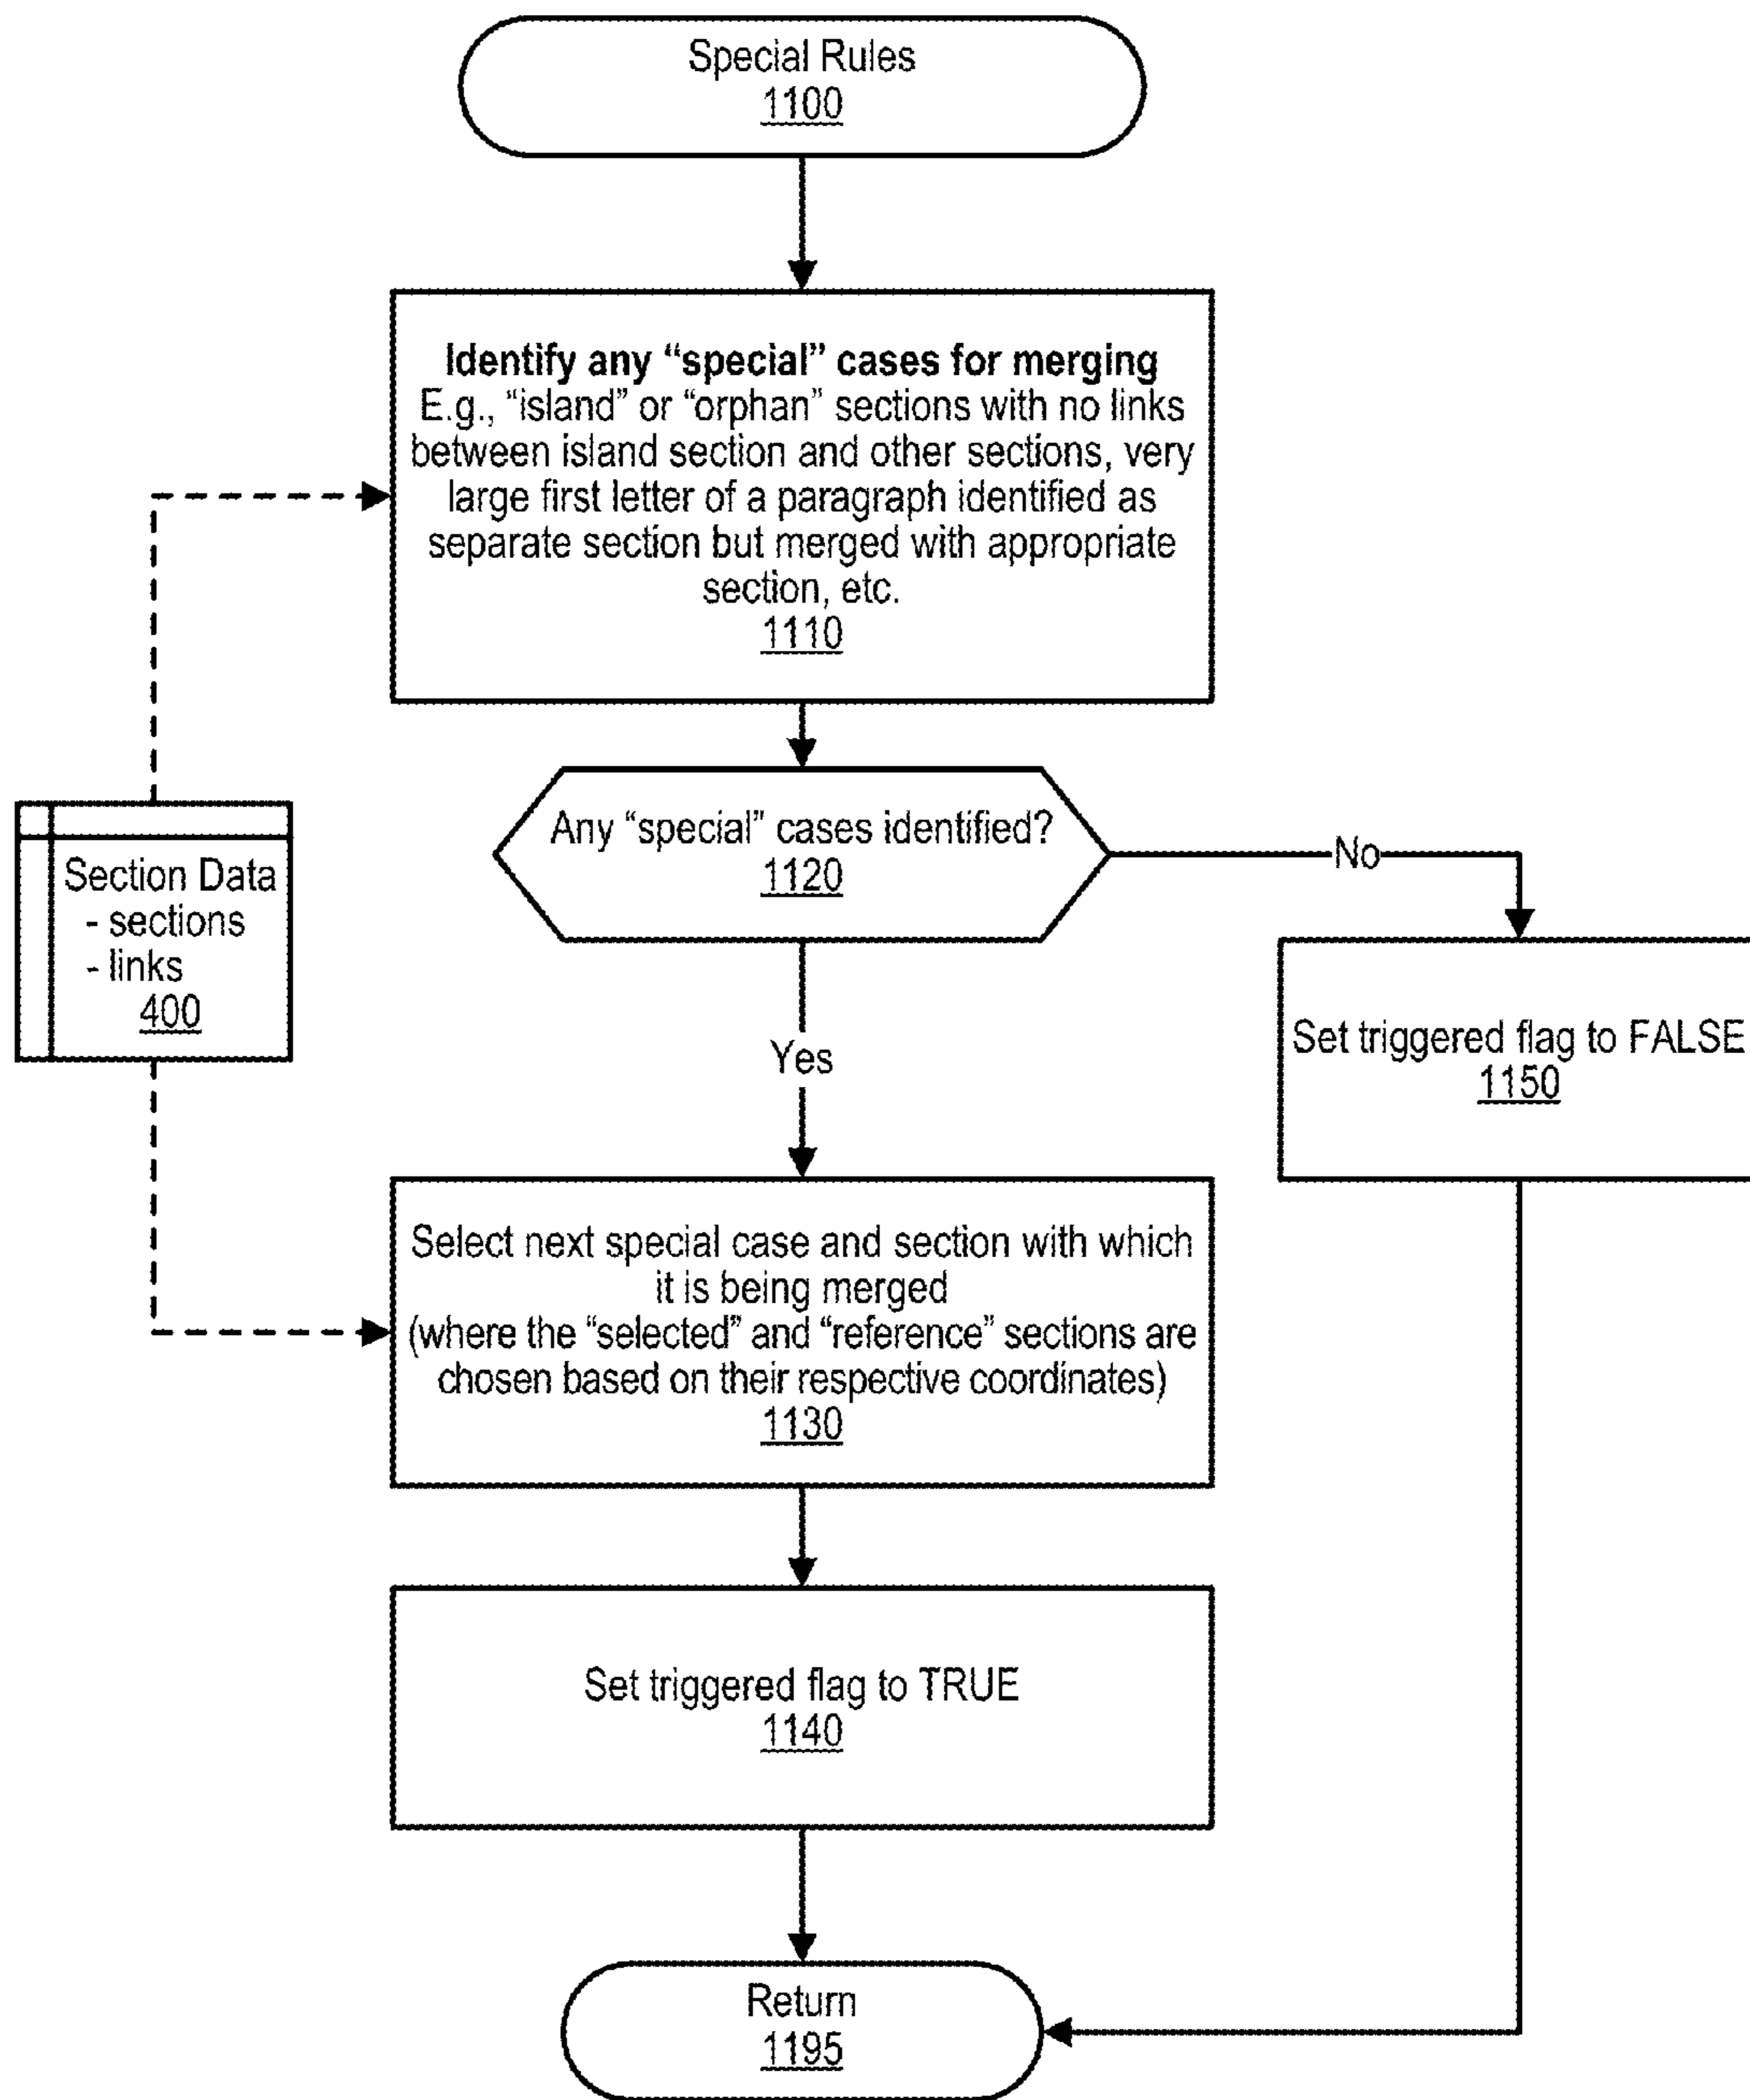 Special Rules
1100
Identify any “special” cases for merging
E.g., “island” or “orphan” sections with no links
between island section and other sections, very
large first letter of a paragraph identified as
separate section but merged with appropriate
section, etc.
1110
Any “special” cases identified?
1120
No
Section Data
- sections
- links
400
Yes
Set triggered flag to FALSE
1150
Select next special case and section with which
it is being merged
(where the “selected” and “reference” sections are
chosen based on their respective coordinates)
1130
Set triggered flag to TRUE
1140
Return
1195